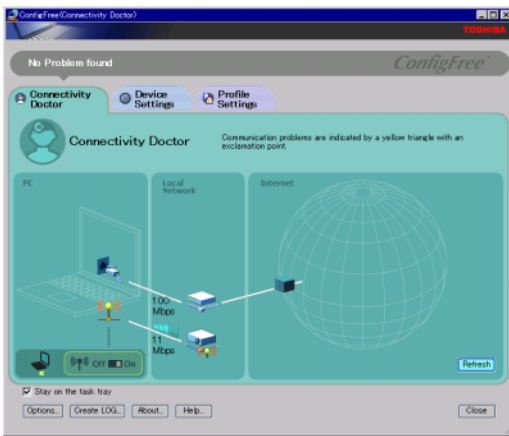 ConfigFree(Connectivity Doctor)
TOSHIBA
No Problem found
ConfigFree
Connectivity
Doctor
Device
Settings
Profile
Settings
Connectivity Doctor
Communication problems are indicated by a yellow triangle with an
exclamation point.
PC
Local
Network
Internet
100
Mbps
11
Mbps
Off
On
Refresh
Stay on the task tray
Options..
Create LOG..
About..
Help..
Close